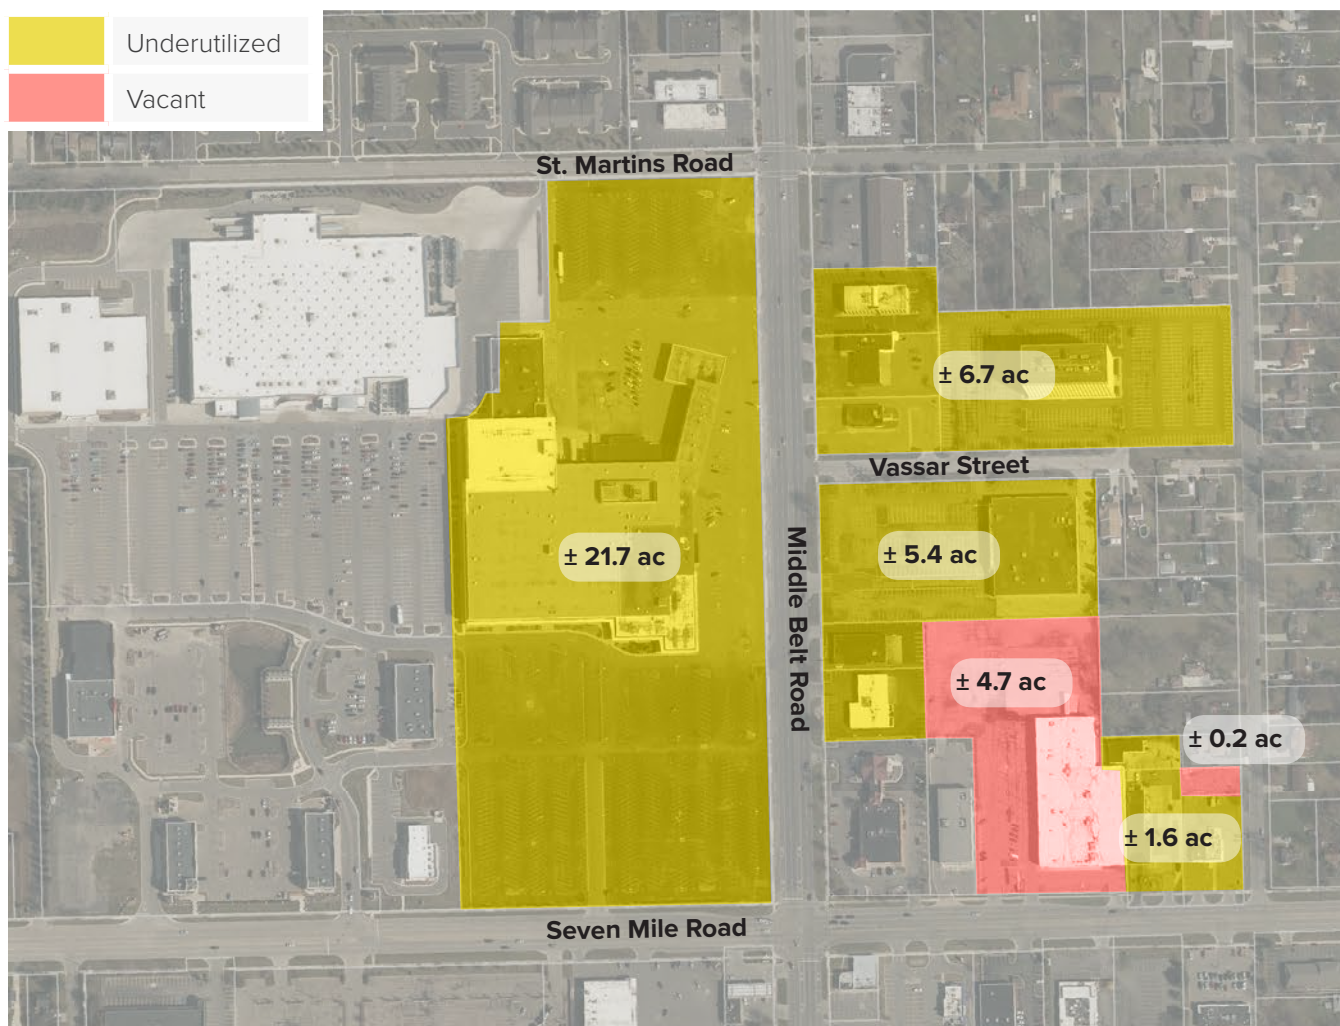 Underutilized
Vacant
St. Martins Road
± 6.7 ac
Vassar Street
± 21.7 ac
± 5.4 ac
Middle Belt Road
± 4.7 ac
± 0.2 ac
± 1.6 ac
Seven Mile Road